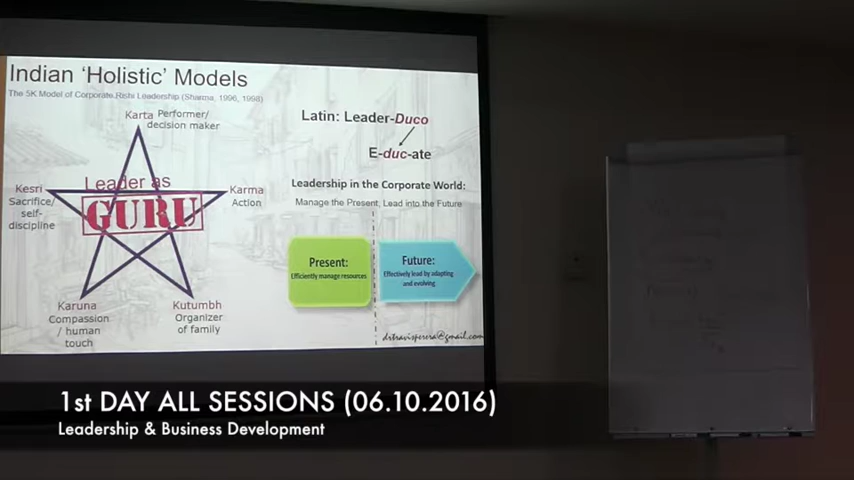 Indian 'Holistic' Models
The 5K Model of Corporate Rishi Leadership (Sharma, 1996, 1998)
Karta Performer/
decision maker
Kesri
Sacrifice/
self-
discipline
Leader as
GURU
Karma
Action
Karuna
Compassion
/ human
touch
Kutumbh
Organizer
of family
Latin: Leader-Duco
E-duc-ate
Leadership in the Corporate World:
Manage the Present, Lead into the Future
Present:
Efficiently manage resources
Future:
Effectively lead by adapting
and evolving
drtravisperera@gmail.com
1st DAY ALL SESSIONS (06.10.2016)
Leadership & Business Development